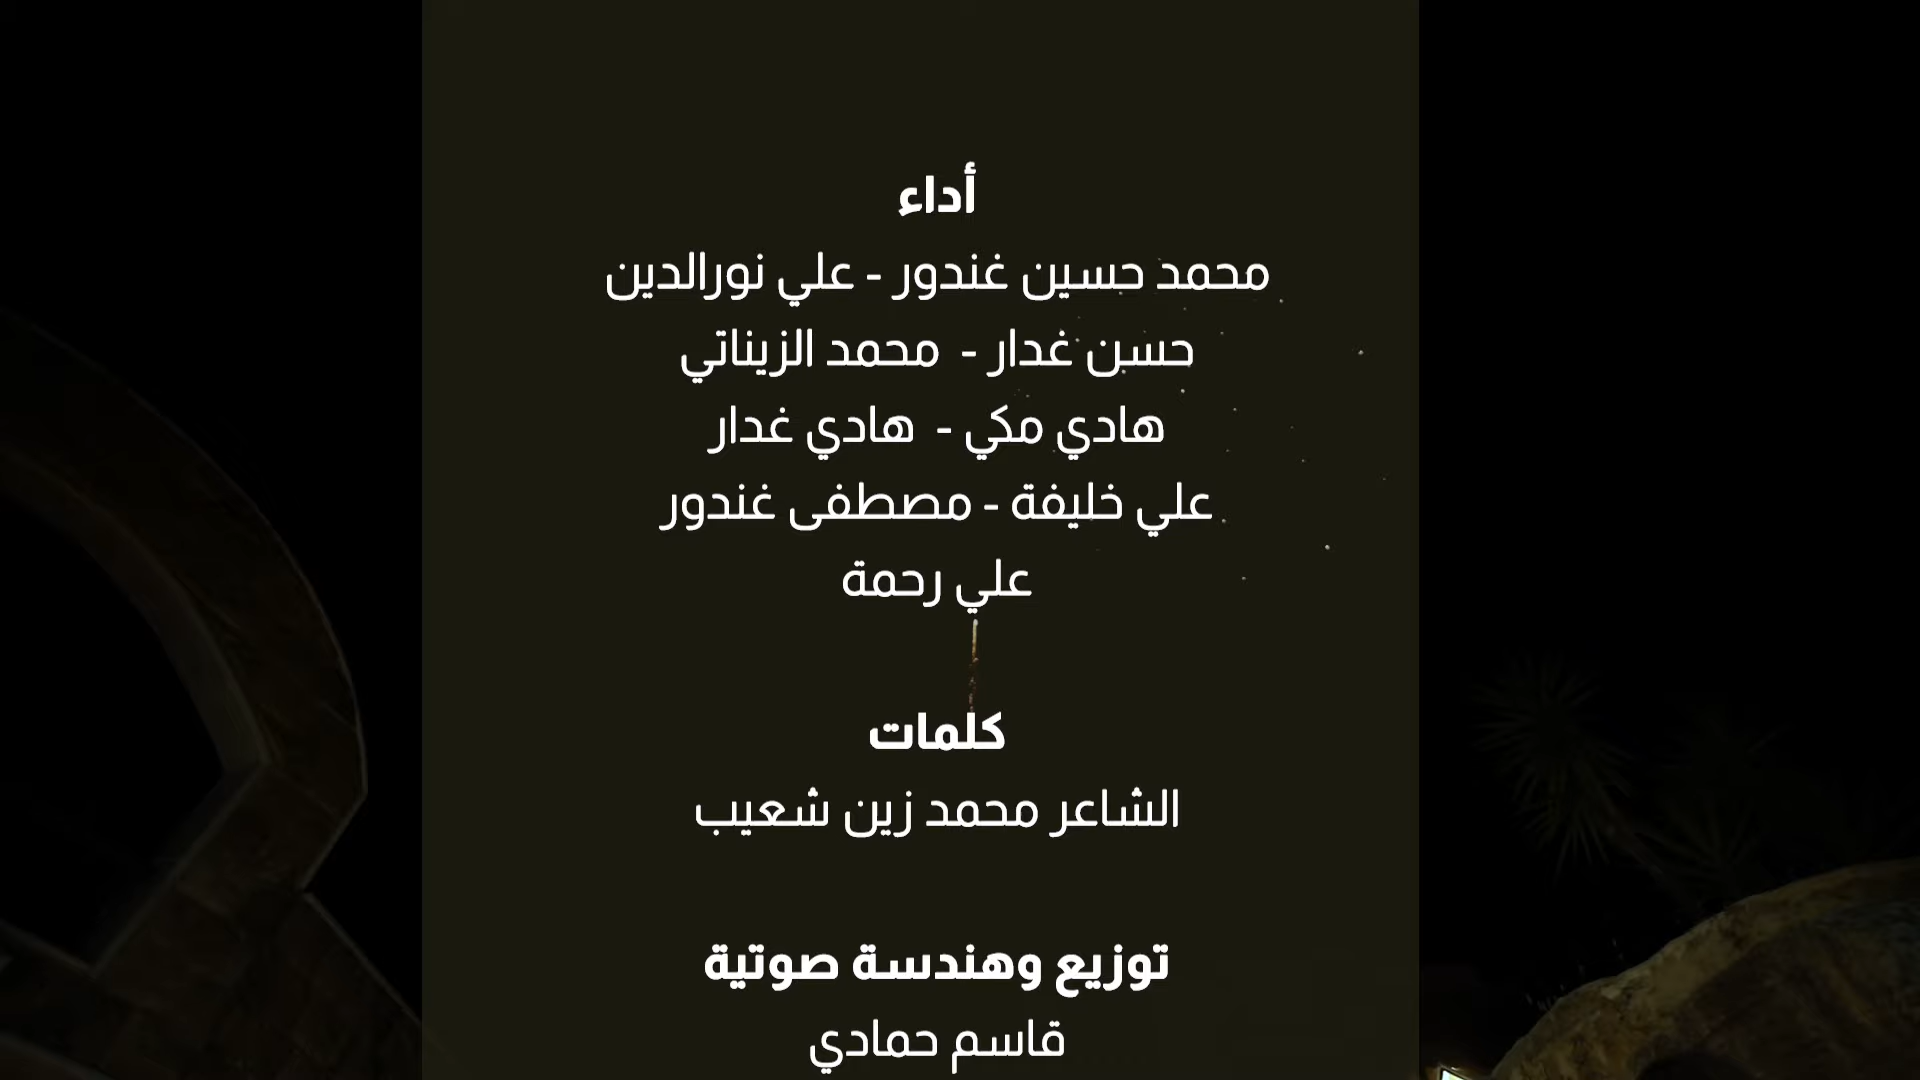 أداء
محمد حسين غندور - علي نورالدين
حسن غدار - محمد الزيناتي
هادي مكي - هادي غدار
علي خليفة - مصطفى غندور
علي رحمة
كلمات
الشاعر محمد زين شعيب
توزيع وهندسة صوتية
قاسم حمادي